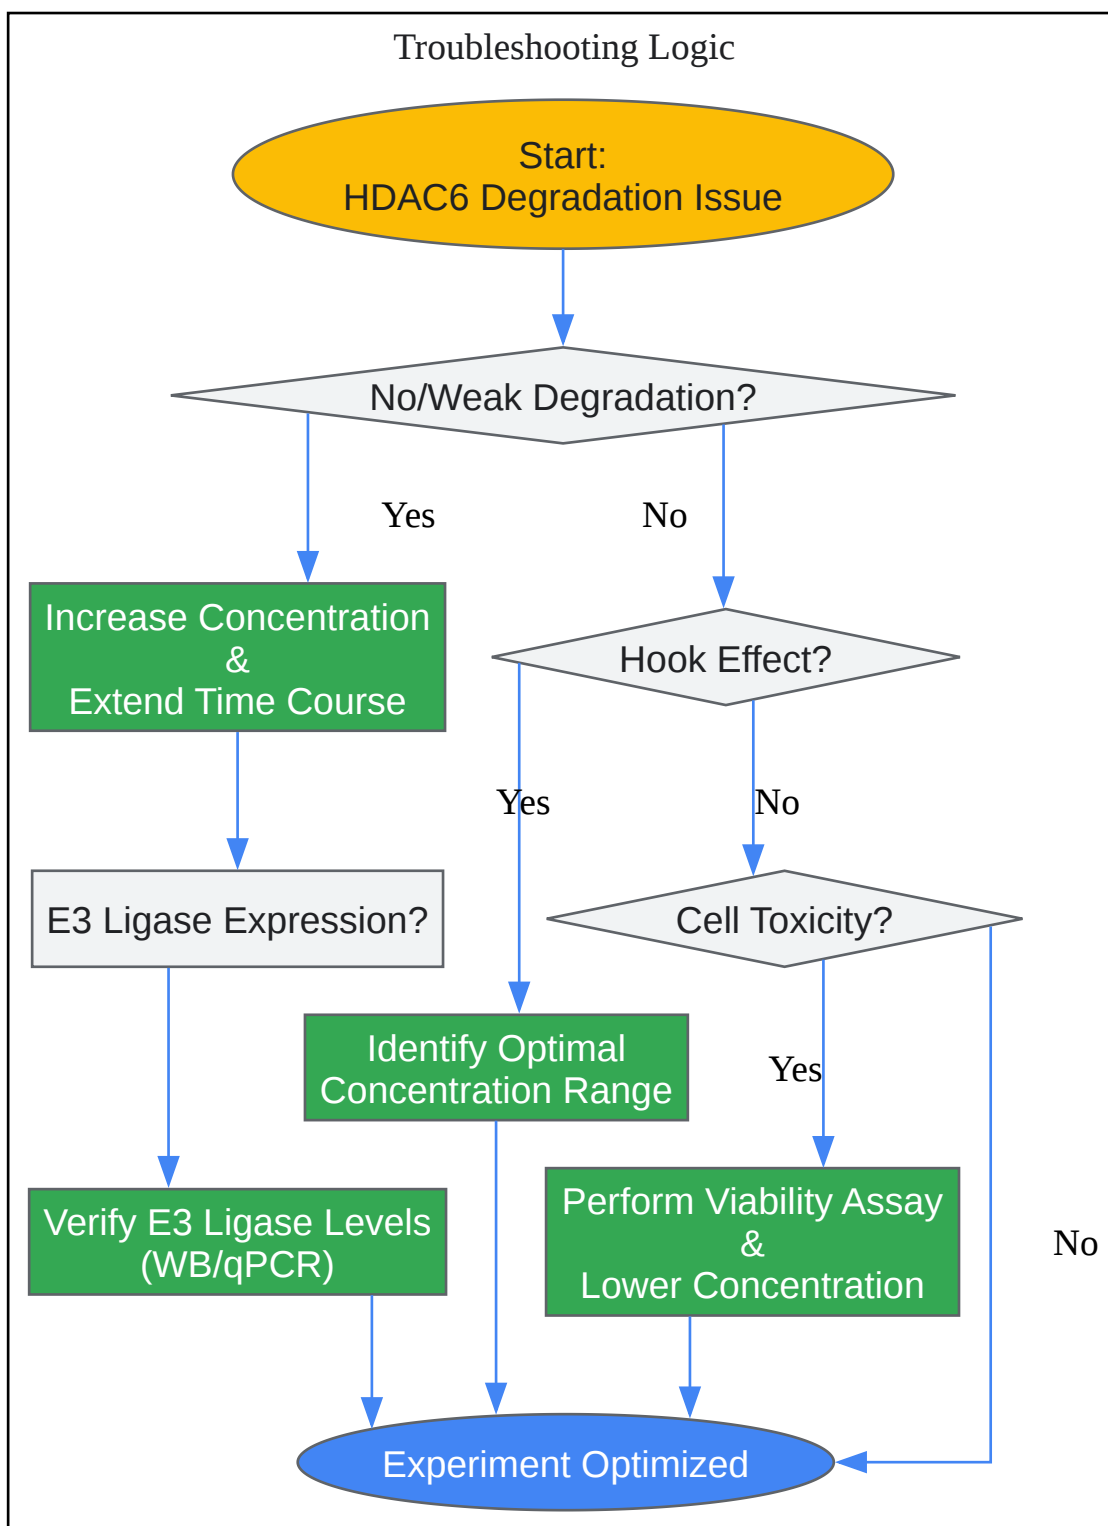 Troubleshooting Logic
Start:
HDAC6 Degradation Issue
No/Weak Degradation?
Yes
No
Increase Concentration
&
Extend Time Course
Hook Effect?
Yes
No
E3 Ligase Expression?
Cell Toxicity?
Identify Optimal
Concentration Range
Yes
Verify E3 Ligase Levels
(WB/qPCR)
Perform Viability Assay
&
Lower Concentration
No
Experiment Optimized